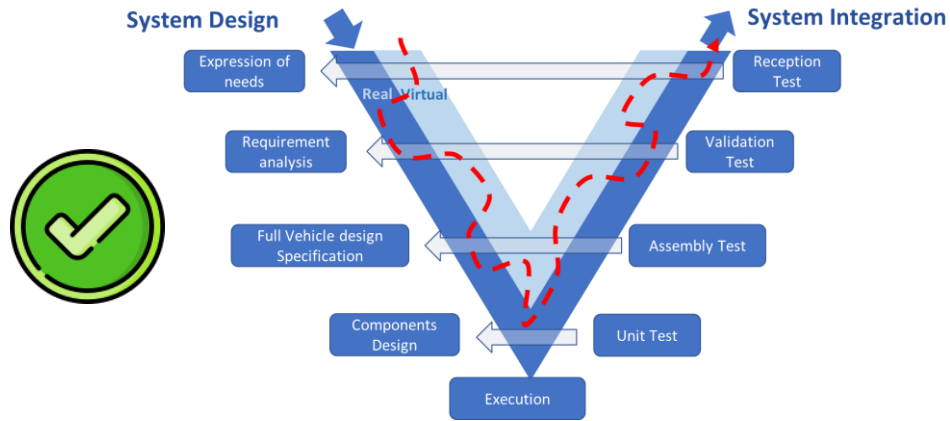 System Design
System Integration
Expression of
needs
Reception
Test
Real
Virtual
Requirement
analysis
Validation
Test
Full Vehicle design
Specification
Assembly Test
Components
Design
Unit Test
Execution